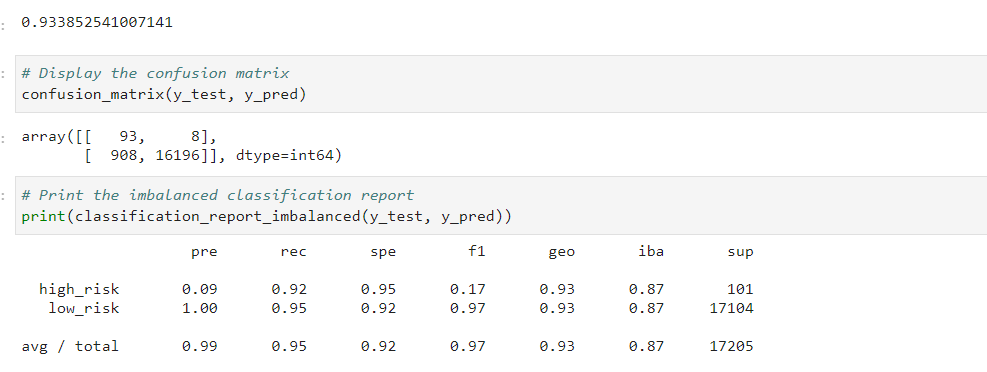 : 0.933852541007141
: # Display the confusion matrix
confusion_matrix(y_test, y_pred)
: array([[   93,     8],
       [  908, 16196]], dtype=int64)
: # Print the imbalanced classification report
print(classification_report_imbalanced(y_test, y_pred))
pre rec spe f1 geo iba sup
high_risk 0.09 0.92 0.95 0.17 0.93 0.87 101
low_risk 1.00 0.95 0.92 0.97 0.93 0.87 17104
avg / total 0.99 0.95 0.92 0.97 0.93 0.87 17205